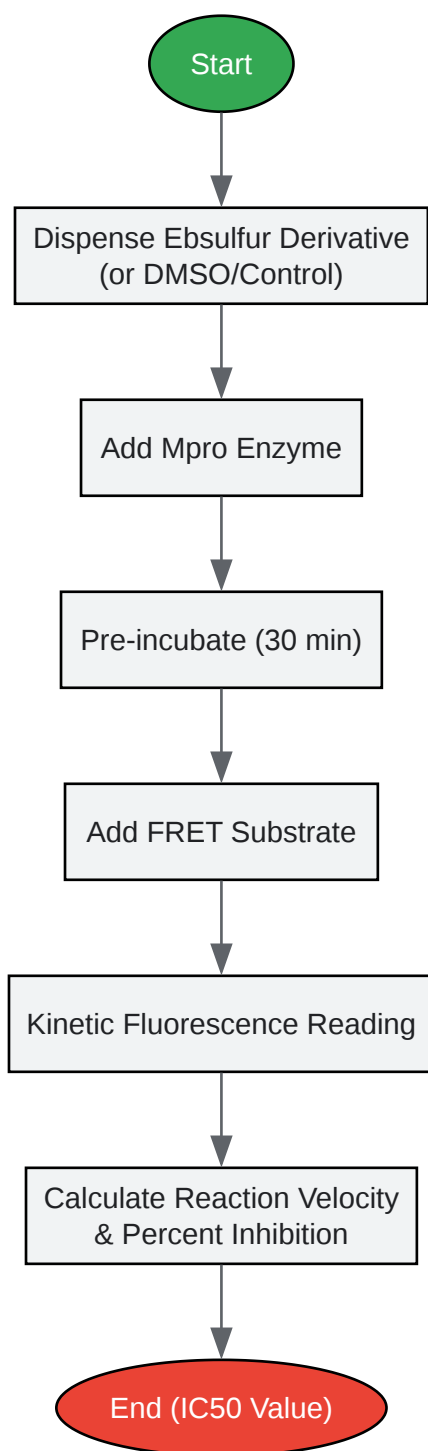 Start
Dispense Ebsulfur Derivative
(or DMSO/Control)
Add Mpro Enzyme
Pre-incubate (30 min)
Add FRET Substrate
Kinetic Fluorescence Reading
Calculate Reaction Velocity
& Percent Inhibition
End (IC50 Value)